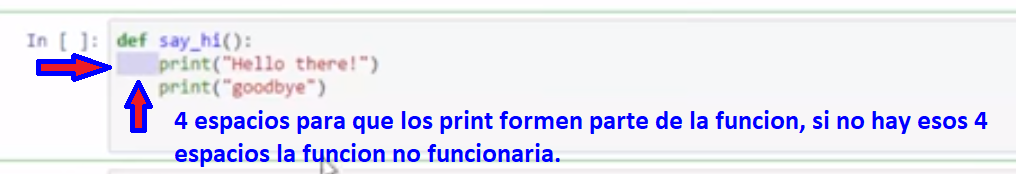 In [ ]: def say_hi():
print("Hello there!")
print("goodbye")
4 espacios para que los print formen parte de la funcion, si no hay esos 4
espacios la funcion no funcionaria.